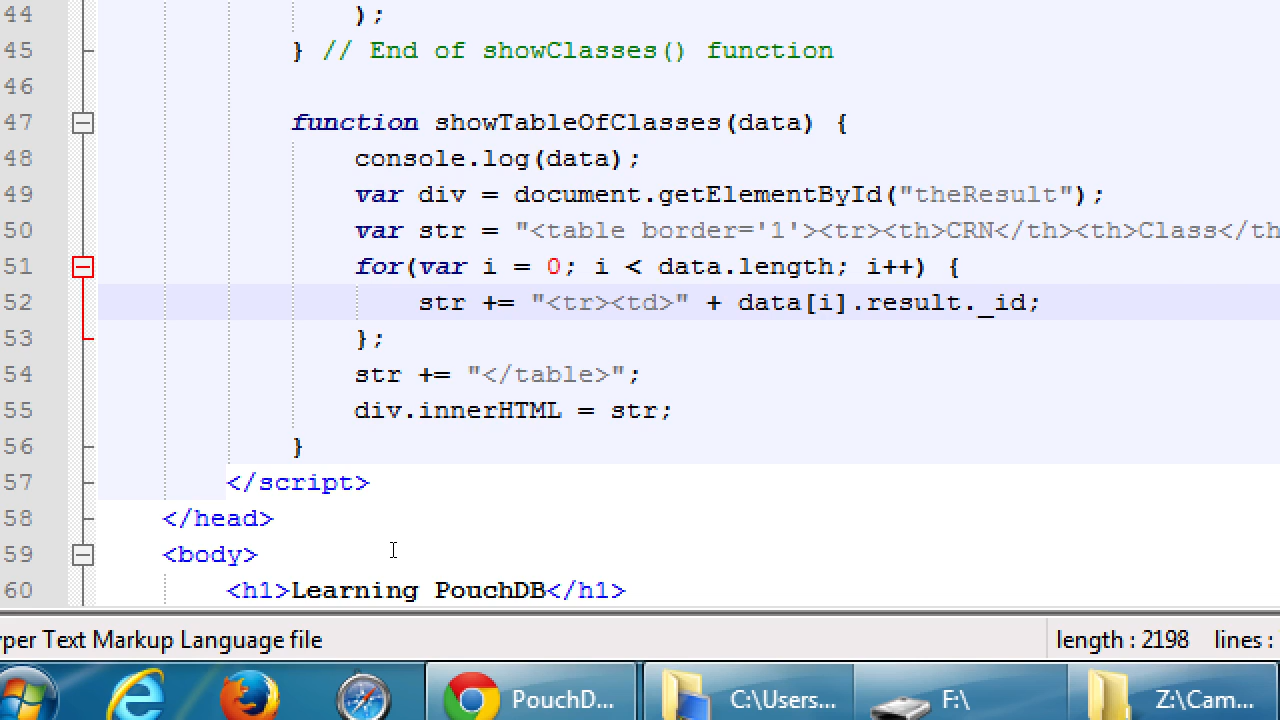 44 );
45 } // End of showClasses() function
46
47 function showTableOfClasses(data) {
48 console.log(data);
49 var div = document.getElementById("theResult");
50 var str = "<table border='1'><tr><th>CRN</th><th>Class</th
51 for(var i = 0; i < data.length; i++) {
52 str += "<tr><td>" + data[i].result._id;
53 };
54 str += "</table>";
55 div.innerHTML = str;
56 }
57 </script>
58 </head>
59 <body>
60 <h1>Learning PouchDB</h1>
yper Text Markup Language file length : 2198 lines :
PouchD... C:\Users... F:\ Z:\Cam...